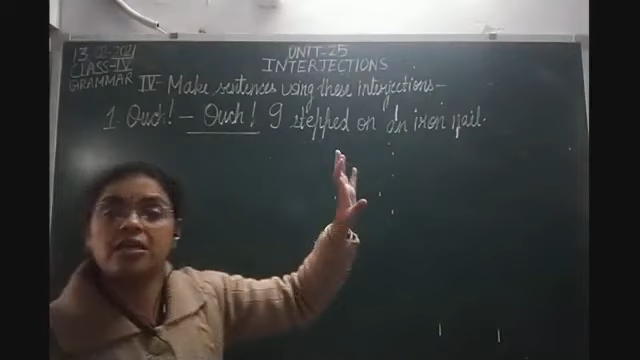 13 02-2021
CLASS-IV
GRAMMAR
UNIT-25
INTERJECTIONS
IV- Make sentences using these interjections-
1. Ouch! - Ouch! I stepped on an iron nail.